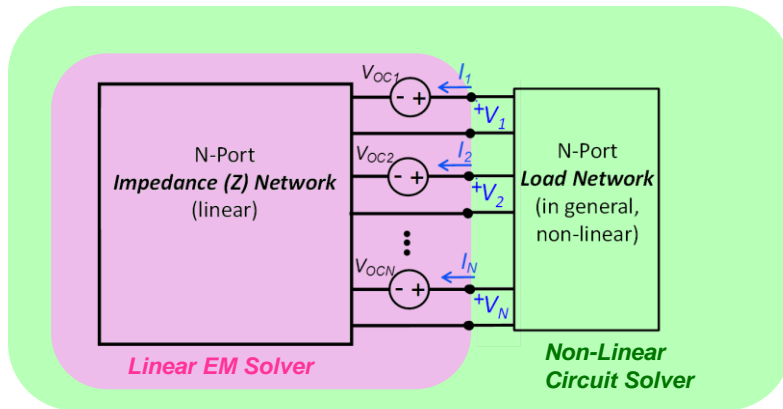 V_OC1
- +
I_1
+V_1
N-Port
Impedance (Z) Network
(linear)
V_OC2
- +
I_2
+V_2
N-Port
Load Network
(in general,
non-linear)
V_OCN
- +
I_N
+V_N
Linear EM Solver
Non-Linear
Circuit Solver